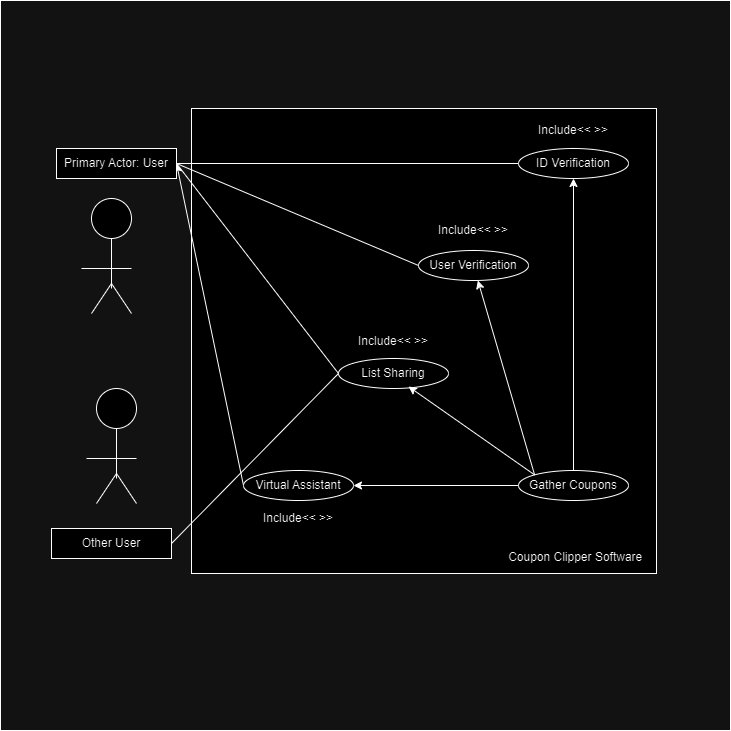 Include<< >>
Primary Actor: User
ID Verification
Include<< >>
User Verification
Include<< >>
List Sharing
Virtual Assistant
Gather Coupons
Include<< >>
Other User
Coupon Clipper Software